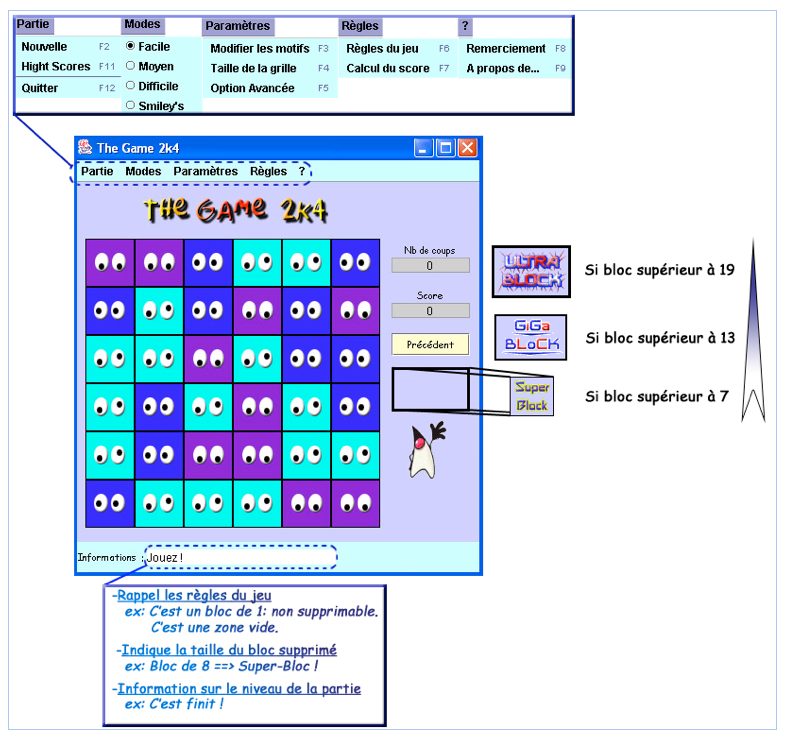 Partie Modes Paramètres Règles ?
Nouvelle F2 Facile Modifier les motifs F3 Règles du jeu F6 Remerciement F8
Hight Scores F11 Moyen Taille de la grille F4 Calcul du score F7 A propos de... F9
Quitter F12 Difficile Option Avancée F5
Smiley's
The Game 2k4
Partie Modes Paramètres Règles ?
THE GAME 2K4
Nb de coups
0
Score
0
Précédent
ULTRA
BLOCK
Si bloc supérieur à 19
GiGa
BLoCK
Si bloc supérieur à 13
Super
Block
Si bloc supérieur à 7
Informations : Jouez !
-Rappel les règles du jeu
ex: C'est un bloc de 1: non supprimable.
C'est une zone vide.
-Indique la taille du bloc supprimé
ex: Bloc de 8 ==> Super-Bloc !
-Information sur le niveau de la partie
ex: C'est finit !